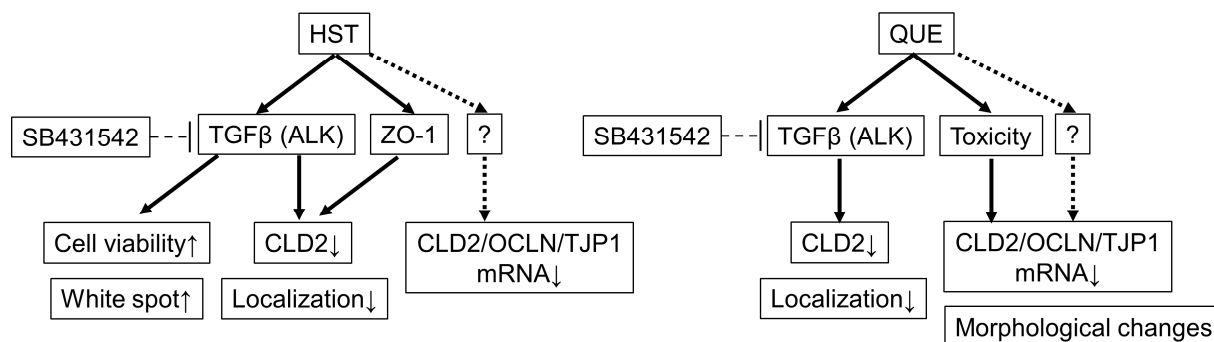 HST
SB431542
TGFβ (ALK)
ZO-1
?
Cell viability↑
CLD2↓
CLD2/OCLN/TJP1
mRNA↓
White spot↑
Localization↓
QUE
SB431542
TGFβ (ALK)
Toxicity
?
CLD2↓
CLD2/OCLN/TJP1
mRNA↓
Localization↓
Morphological changes